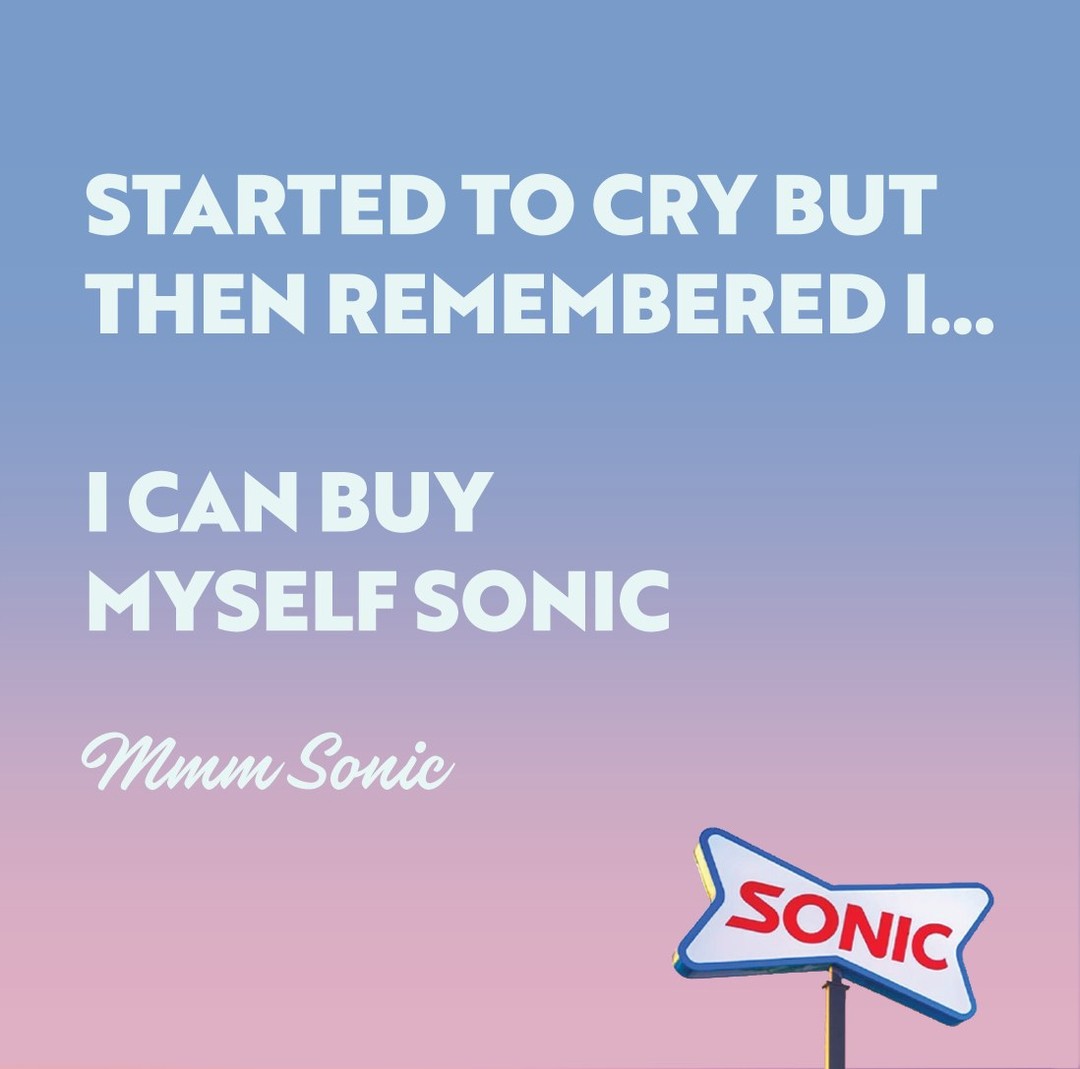 STARTED TO CRY BUT
THEN REMEMBERED I...
I CAN BUY
MYSELF SONIC
Mmm Sonic
SONIC